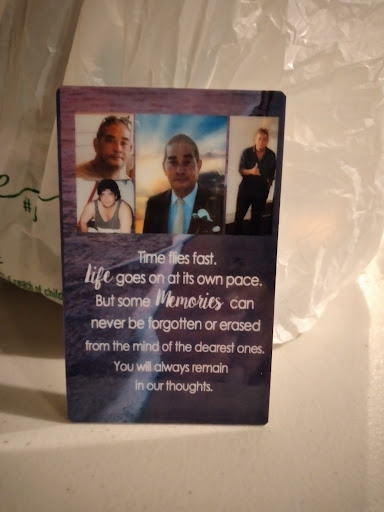 Time flies fast.
Life goes on at its own pace.
But some Memories can
never be forgotten or erased
from the mind of the dearest ones.
You will always remain
in our thoughts.